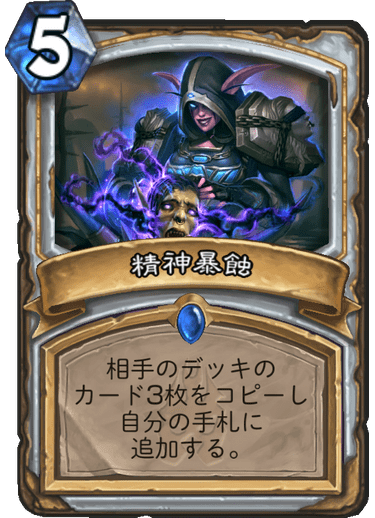 5
精神暴蝕
相手のデッキの
カード3枚をコピーし
自分の手札に
追加する。